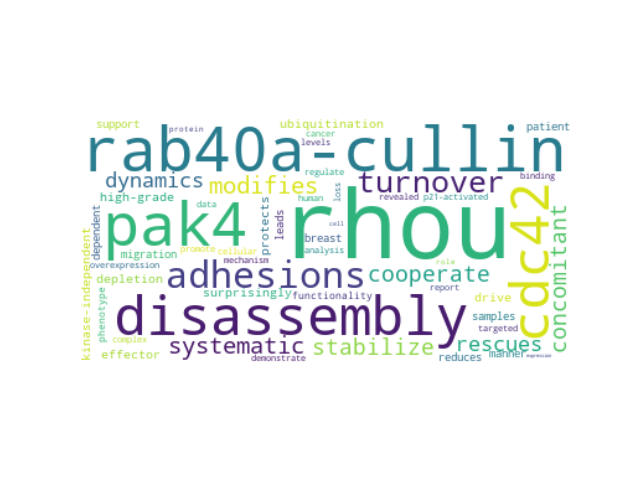 support
protein
ubiquitination
cancer
levels
patient
rab40a-cullin
dynamics
modifies
regulate
turnover
binding
high-grade
data
human
loss
revealed
p21-activated
pak4
rhou
cdc42
concomitant
dependent
protects
leads
cell
breast
analysis
migration
promote
cellular
kinase-independent
overexpression
mechanism
role
adhesions
cooperate
depletion
report
phenotype
surprisingly
functionality
drive
disassembly
samples
targeted
complex
systematic
stabilize
rescues
effector
demonstrate
reduces
manner
expression